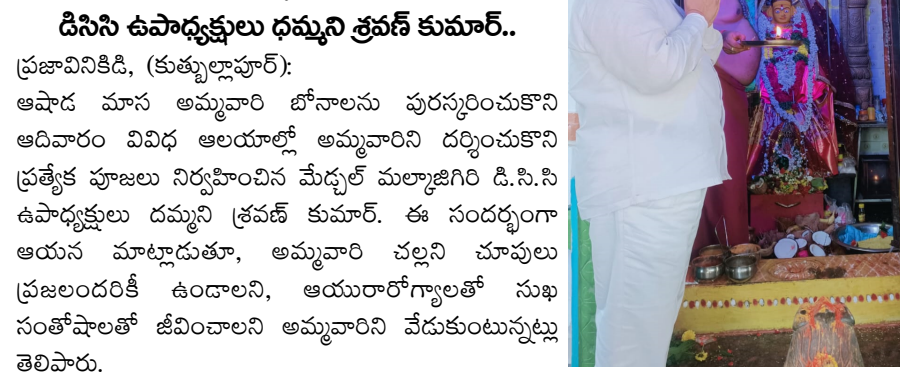 డిసిసి ఉపాధ్యక్షులు ధమ్మని శ్రవణ్ కుమార్..
ప్రజావినికిడి, (కుత్బుల్లాపూర్):
ఆషాడ మాస అమ్మవారి బోనాలను పురస్కరించుకొని
ఆదివారం వివిధ ఆలయాల్లో అమ్మవారిని దర్శించుకొని
ప్రత్యేక పూజలు నిర్వహించిన మేడ్చల్ మల్కాజిగిరి డి.సి.సి
ఉపాధ్యక్షులు దమ్మని శ్రవణ్ కుమార్. ఈ సందర్భంగా
ఆయన మాట్లాడుతూ, అమ్మవారి చల్లని చూపులు
ప్రజలందరికీ ఉండాలని, ఆయురారోగ్యాలతో సుఖ
సంతోషాలతో జీవించాలని అమ్మవారిని వేడుకుంటున్నట్లు
తెలిపారు.